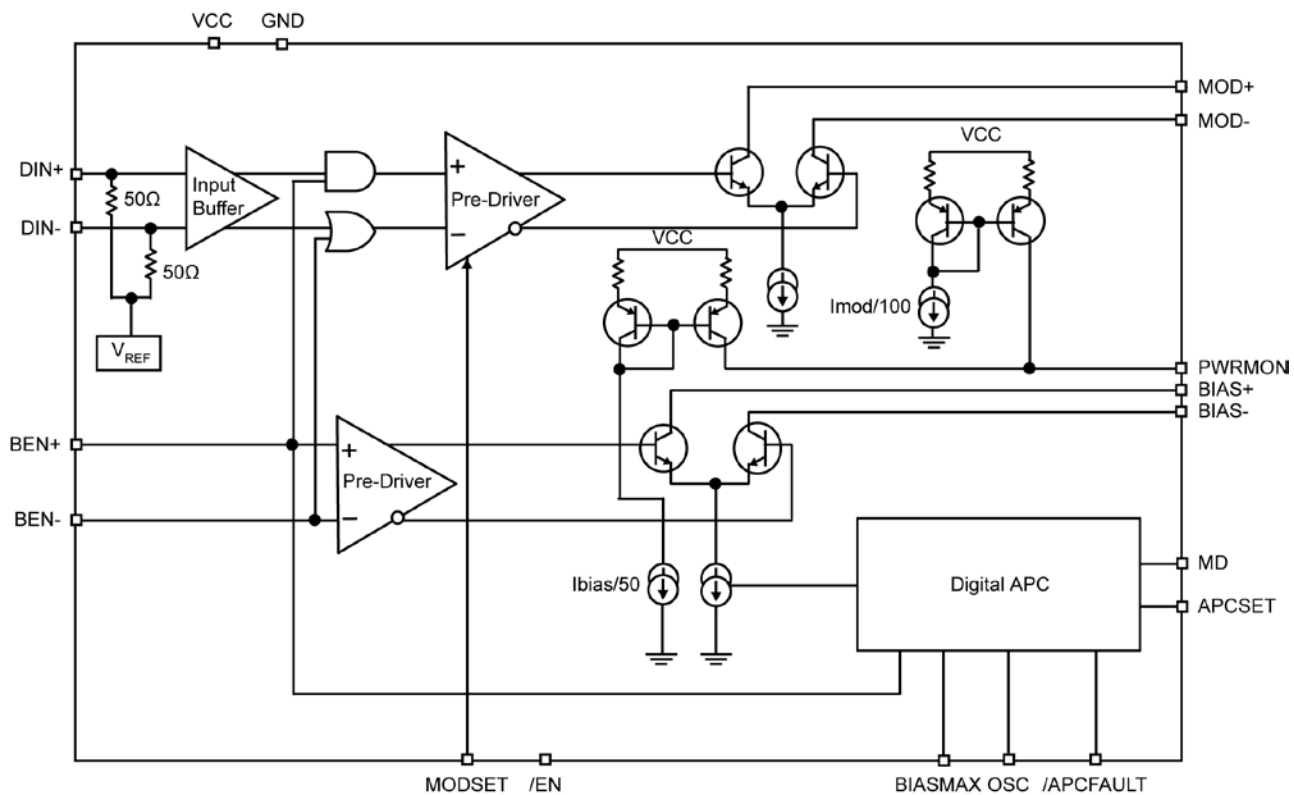 VCC GND
MOD+
MOD-
VCC
DIN+
50Ω
Input
Buffer
+
Pre-Driver
−
DIN-
50Ω
VCC
Imod/100
VREF
PWRMON
BIAS+
BIAS-
BEN+
+
Pre-Driver
−
BEN-
Ibias/50
Digital APC
MD
APCSET
MODSET /EN
BIASMAX OSC /APCFAULT